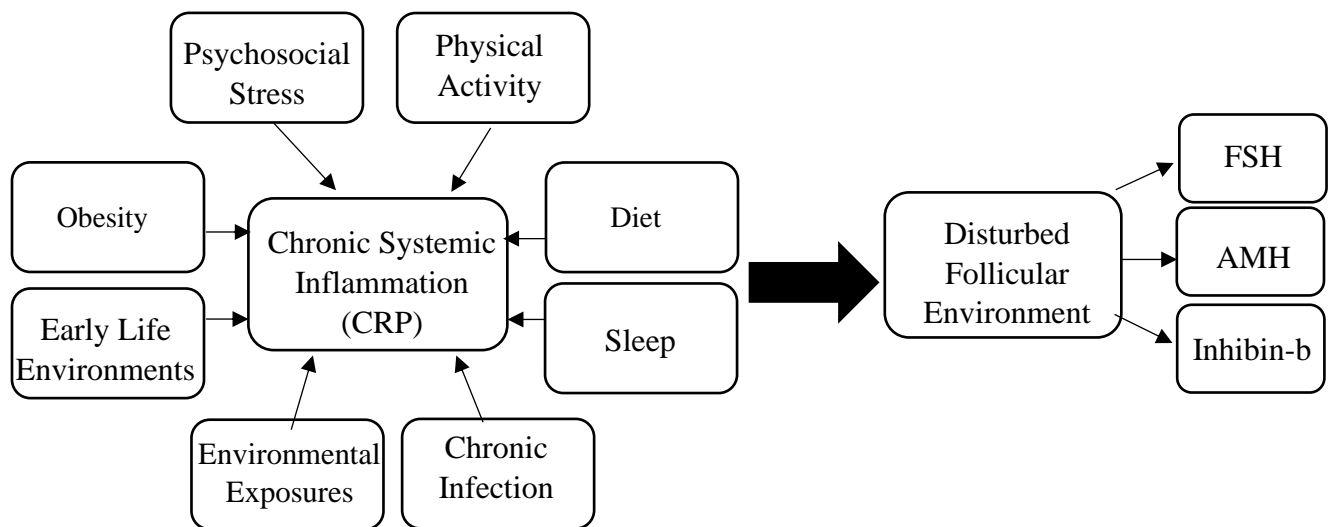 Psychosocial
Stress
Physical
Activity
Obesity
Chronic Systemic
Inflammation
(CRP)
Diet
Early Life
Environments
Sleep
Environmental
Exposures
Chronic
Infection
Disturbed
Follicular
Environment
FSH
AMH
Inhibin-b